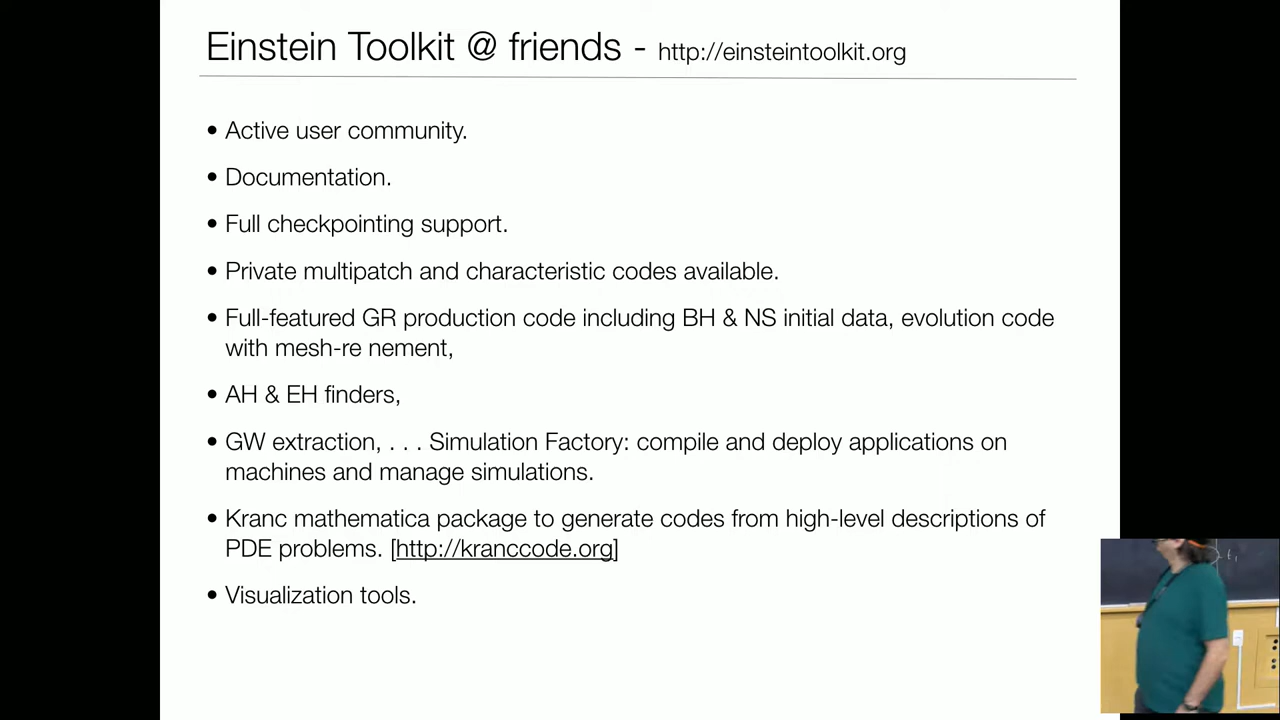 Einstein Toolkit @ friends - http://einsteintoolkit.org
• Active user community.
• Documentation.
• Full checkpointing support.
• Private multipatch and characteristic codes available.
• Full-featured GR production code including BH & NS initial data, evolution code
with mesh-re nement,
• AH & EH finders,
• GW extraction, . . . Simulation Factory: compile and deploy applications on
machines and manage simulations.
• Kranc mathematica package to generate codes from high-level descriptions of
PDE problems. [http://kranccode.org]
• Visualization tools.